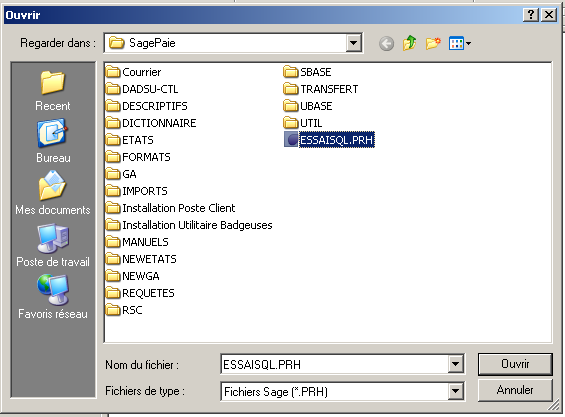 Ouvrir
Regarder dans :
SagePaie
Recent
Bureau
Mes documents
Poste de travail
Favoris réseau
Courrier
DADSU-CTL
DESCRIPTIFS
DICTIONNAIRE
ETATS
FORMATS
GA
IMPORTS
Installation Poste Client
Installation Utilitaire Badgeuses
MANUELS
NEWETATS
NEWGA
REQUETES
RSC
SBASE
TRANSFERT
UBASE
UTIL
ESSAISQL.PRH
Nom du fichier :
ESSAISQL.PRH
Ouvrir
Fichiers de type :
Fichiers Sage (*.PRH)
Annuler